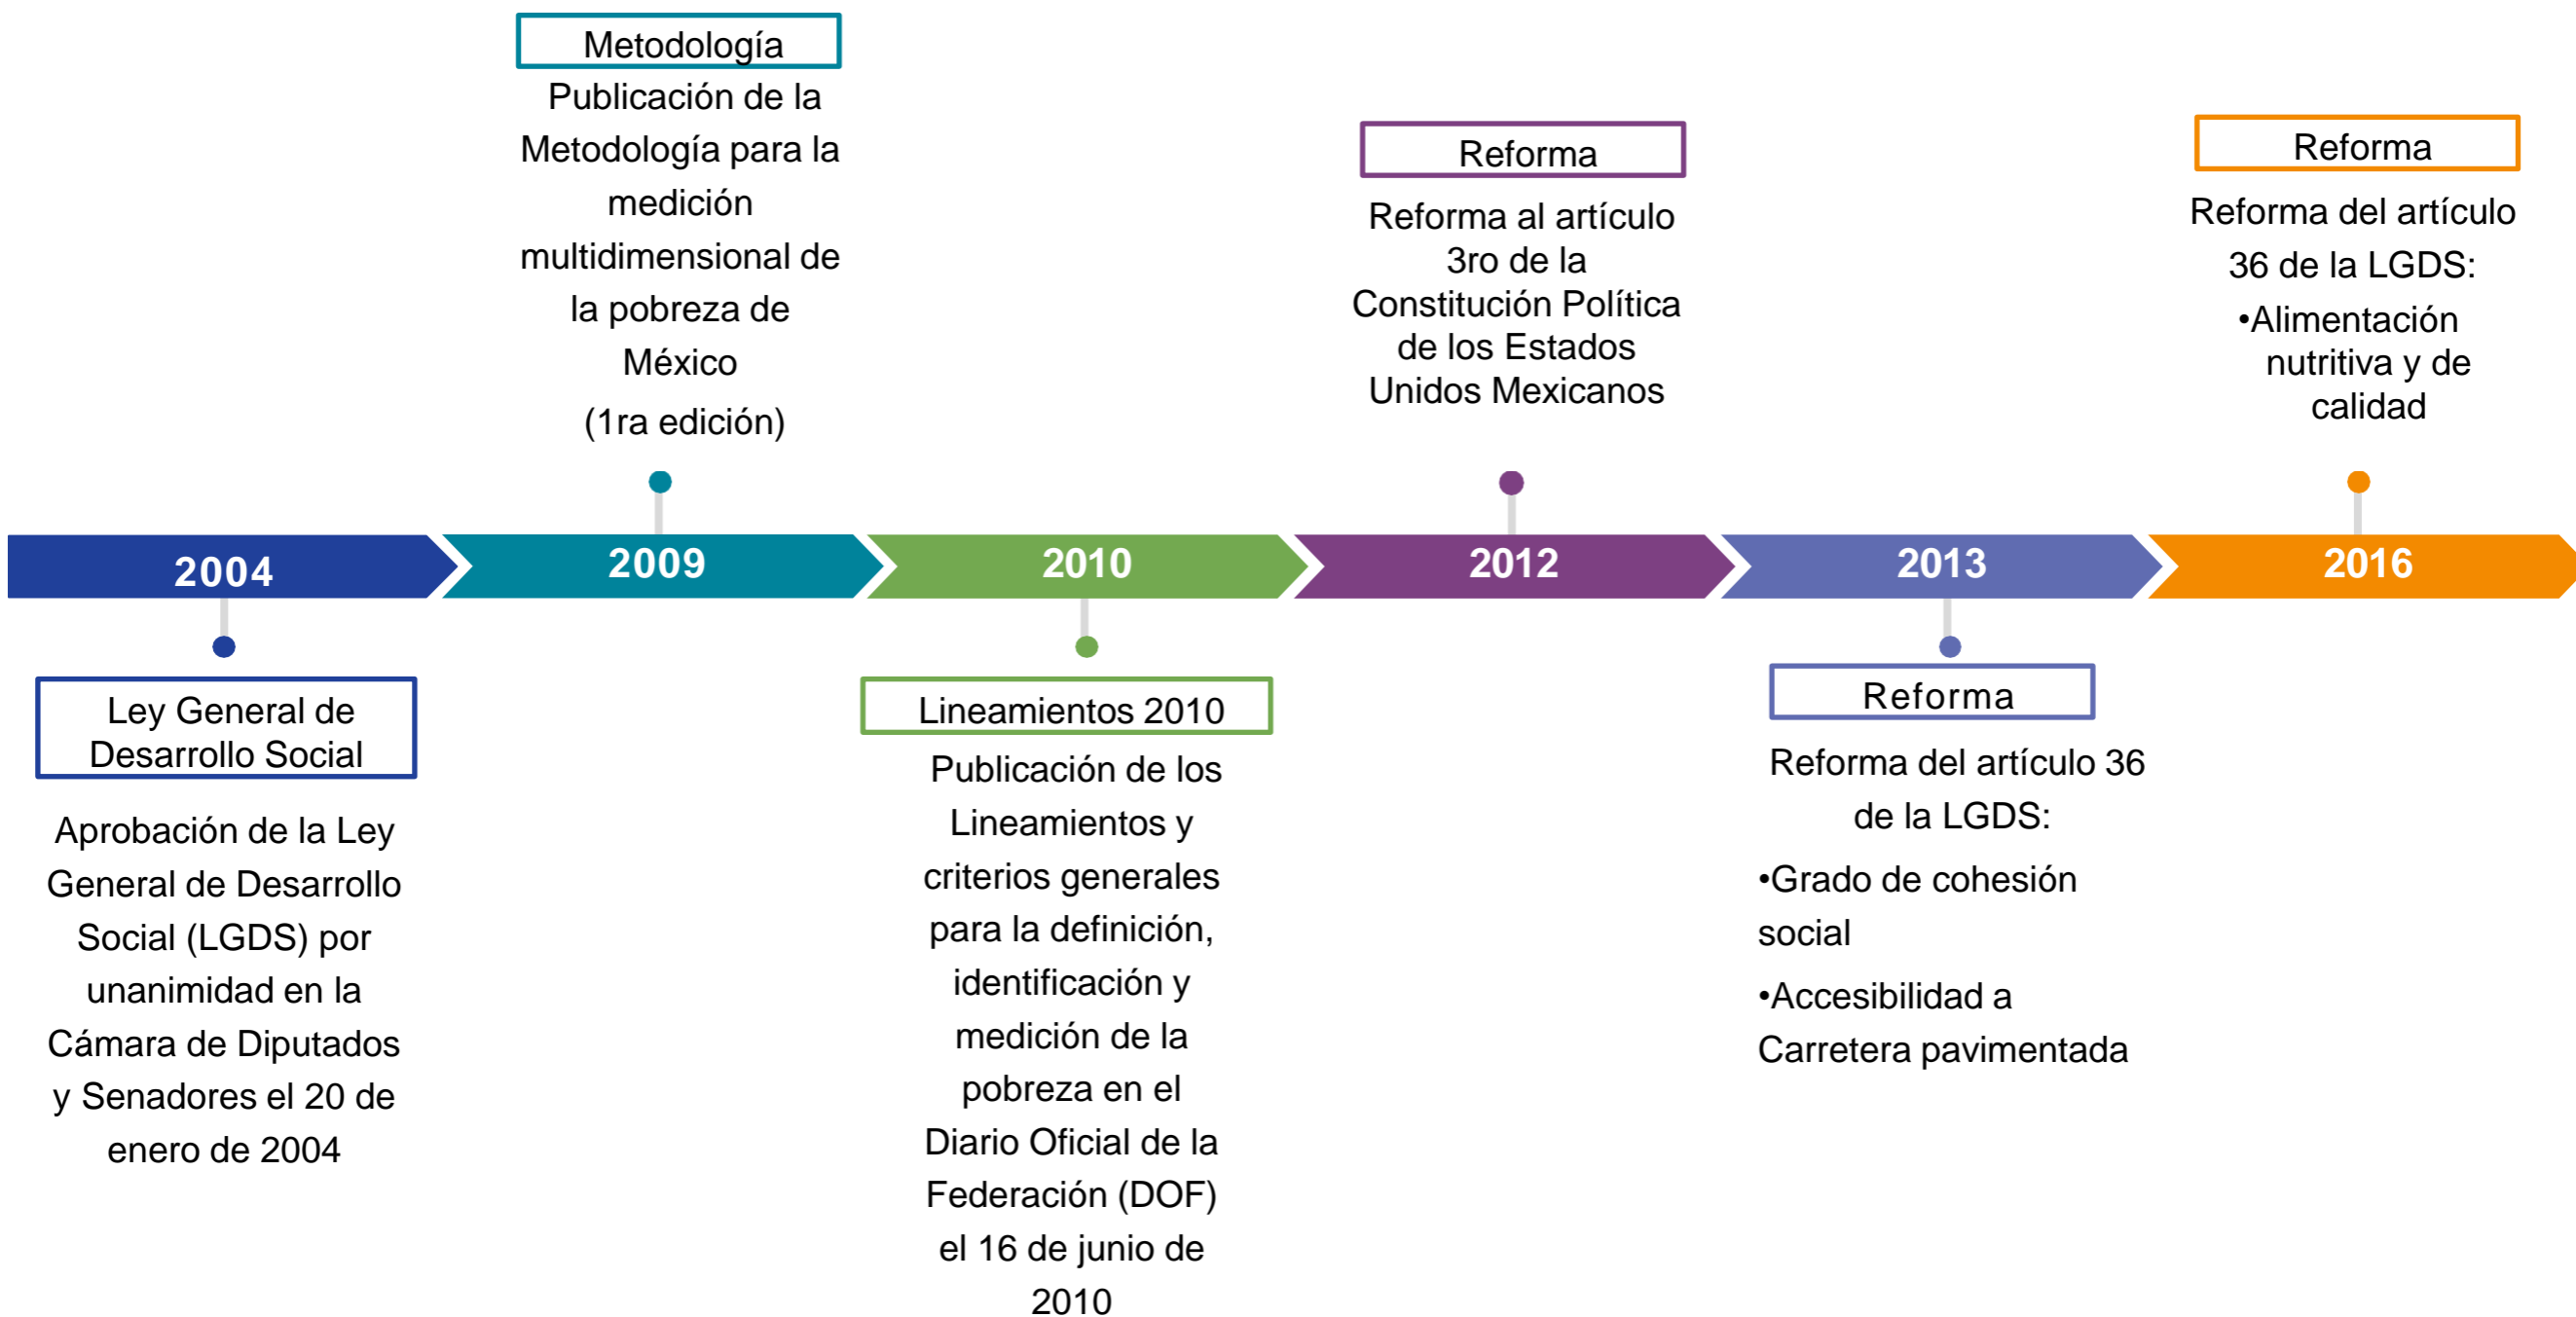 Metodología
Publicación de la
Metodología para la
medición
multidimensional de
la pobreza de
México
(1ra edición)
Reforma
Reforma al artículo
3ro de la
Constitución Política
de los Estados
Unidos Mexicanos
Reforma
Reforma del artículo
36 de la LGDS:
•Alimentación
nutritiva y de
calidad
2004
2009
2010
2012
2013
2016
Ley General de
Desarrollo Social
Aprobación de la Ley
General de Desarrollo
Social (LGDS) por
unanimidad en la
Cámara de Diputados
y Senadores el 20 de
enero de 2004
Lineamientos 2010
Publicación de los
Lineamientos y
criterios generales
para la definición,
identificación y
medición de la
pobreza en el
Diario Oficial de la
Federación (DOF)
el 16 de junio de
2010
Reforma
Reforma del artículo 36
de la LGDS:
•Grado de cohesión
social
•Accesibilidad a
Carretera pavimentada